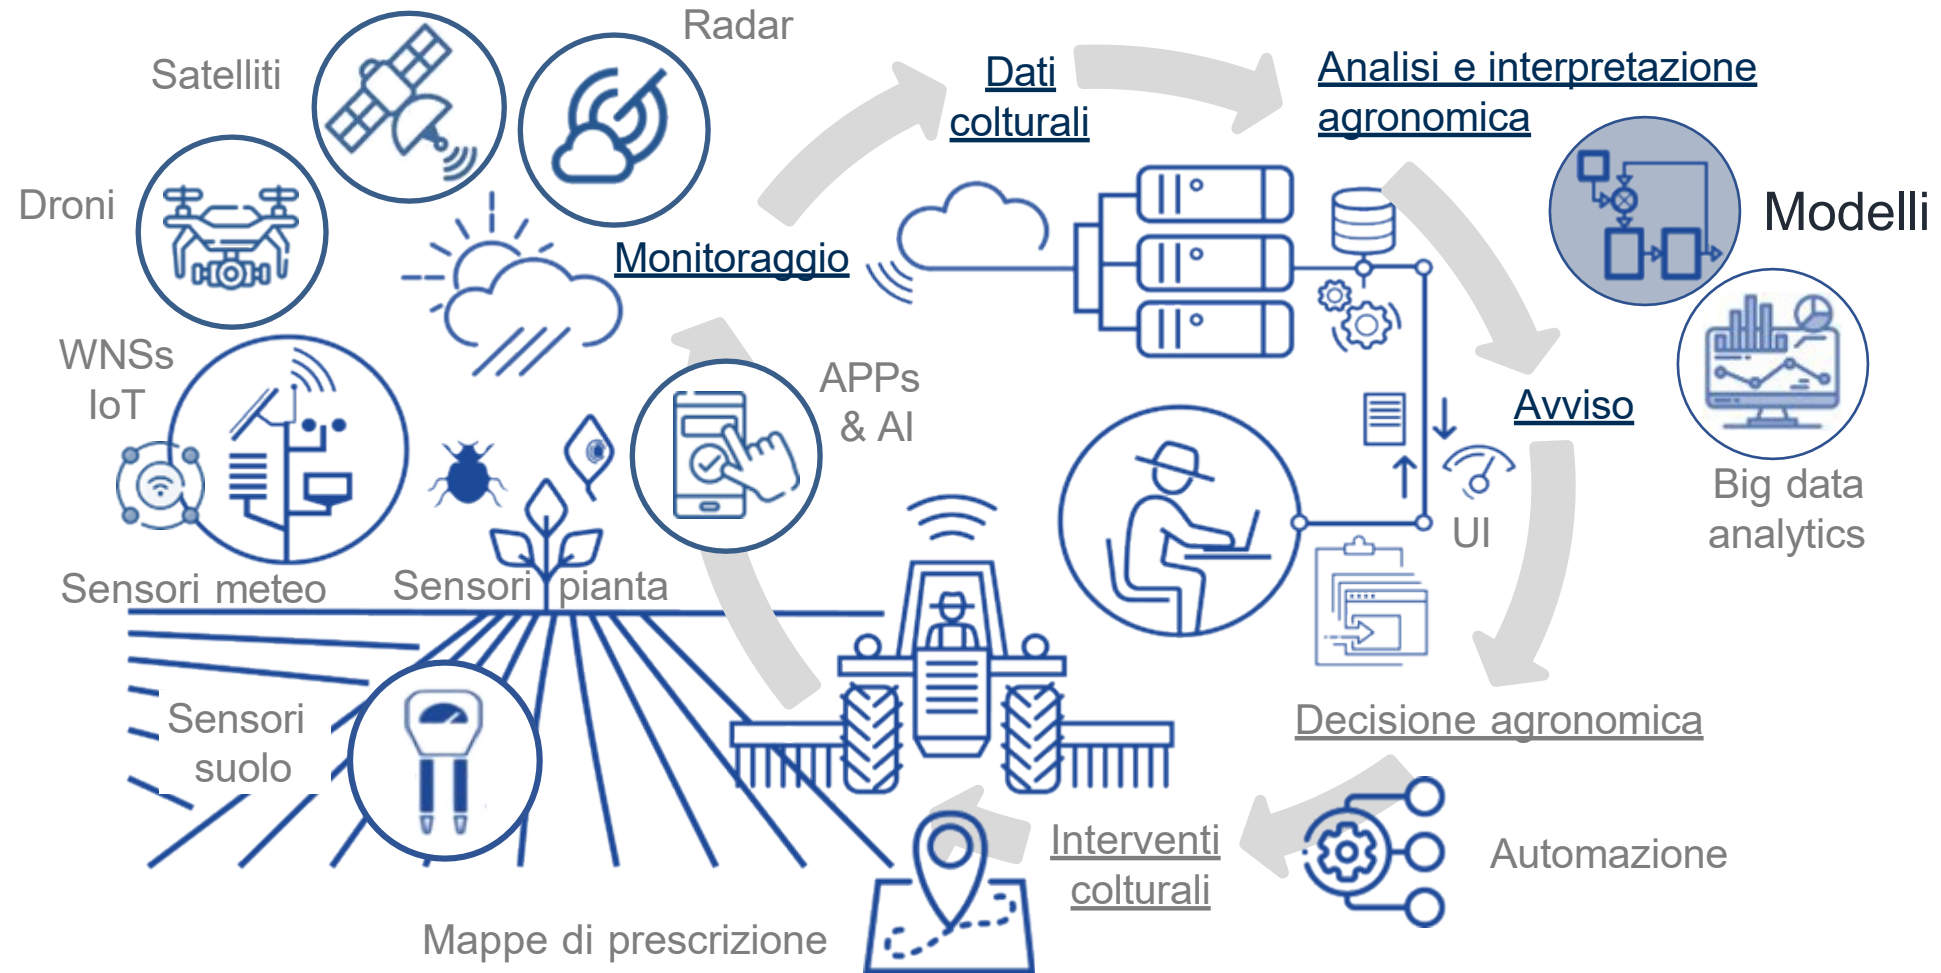 Radar
Satelliti
Dati
colturali
Analisi e interpretazione
agronomica
Droni
Modelli
Monitoraggio
WNSs
IoT
APPs
& AI
Avviso
Big data
analytics
UI
Sensori meteo
Sensori pianta
Sensori
suolo
Decisione agronomica
Interventi
colturali
Automazione
Mappe di prescrizione